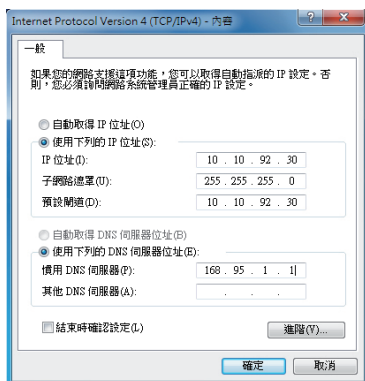 Internet Protocol Version 4 (TCP/IPv4) - 內容
一般
如果您的網路支援這項功能，您可以取得自動指派的 IP 設定。否
則，您必須詢問網路系統管理員正確的 IP 設定。
自動取得 IP 位址(O)
使用下列的 IP 位址(S):
IP 位址(I): 10 . 10 . 92 . 30
子網路遮罩(U): 255 . 255 . 255 . 0
預設閘道(D): 10 . 10 . 92 . 30
自動取得 DNS 伺服器位址(B)
使用下列的 DNS 伺服器位址(E):
慣用 DNS 伺服器(P): 168 . 95 . 1 . 1
其他 DNS 伺服器(A): . . .
結束時確認設定(L)
進階(V)...
確定 取消